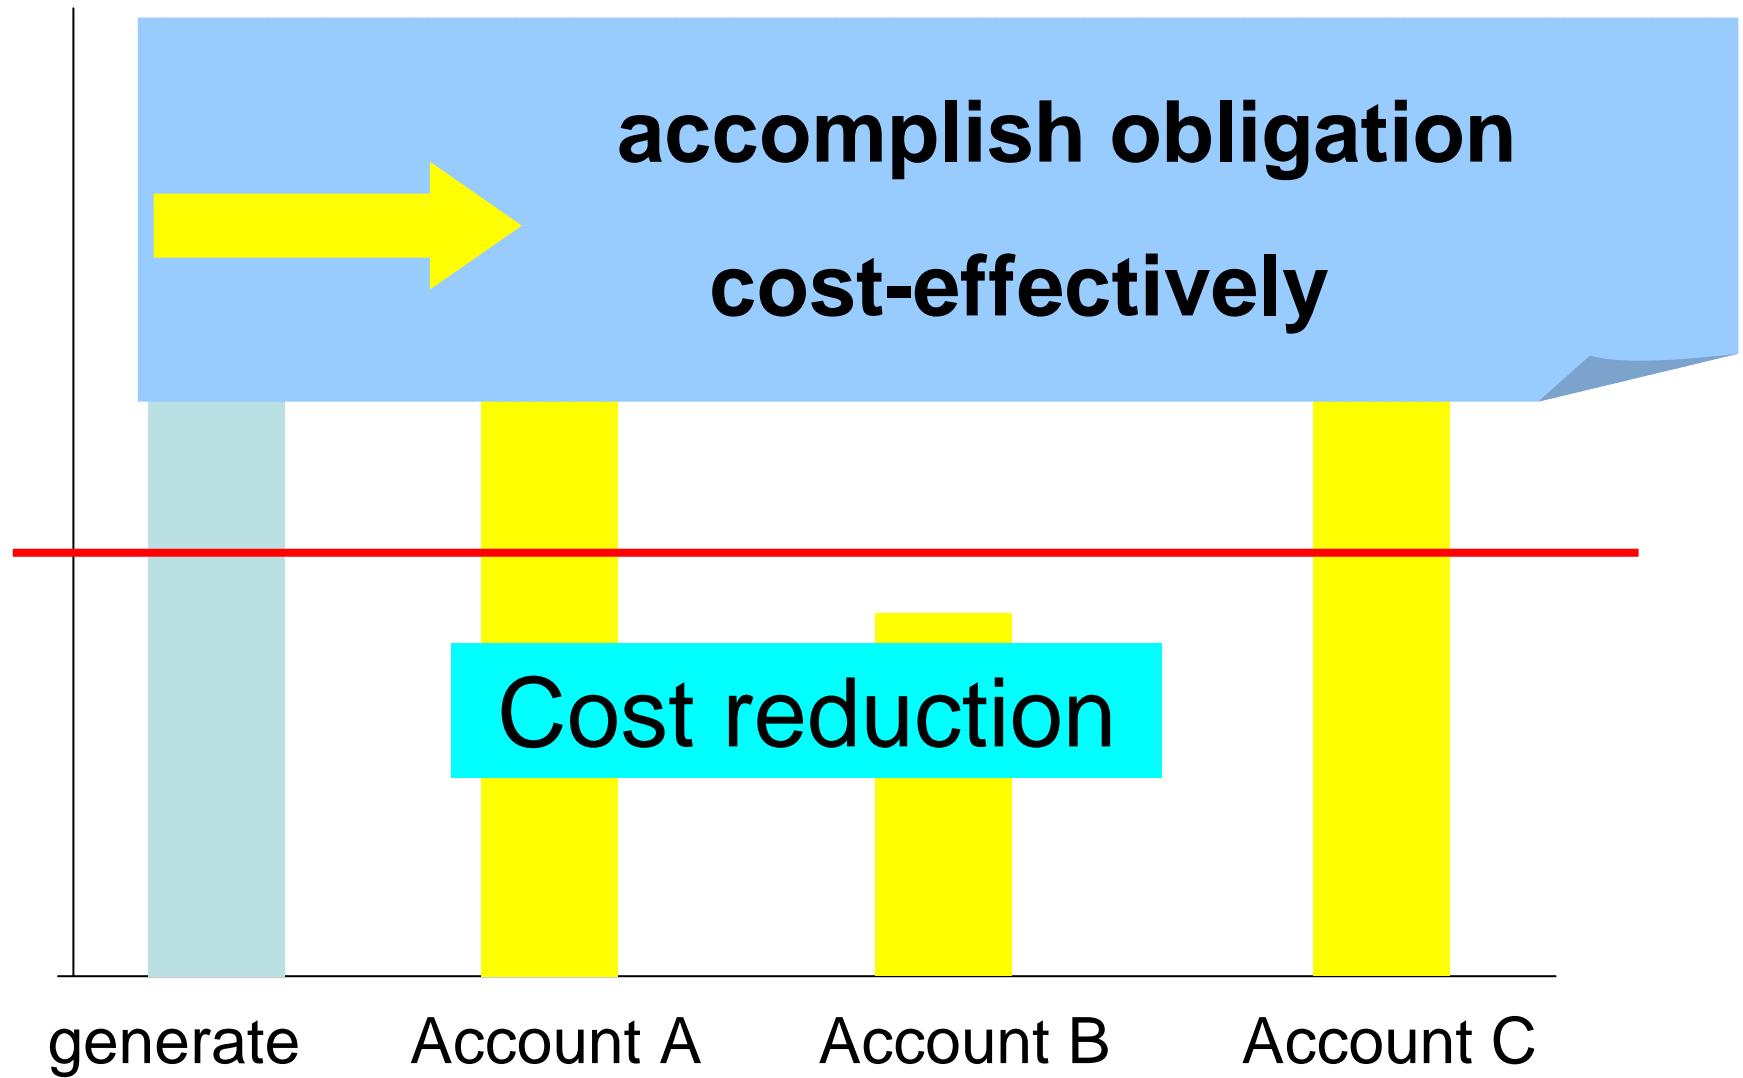 accomplish obligation
cost-effectively
Cost reduction
generate Account A Account B Account C